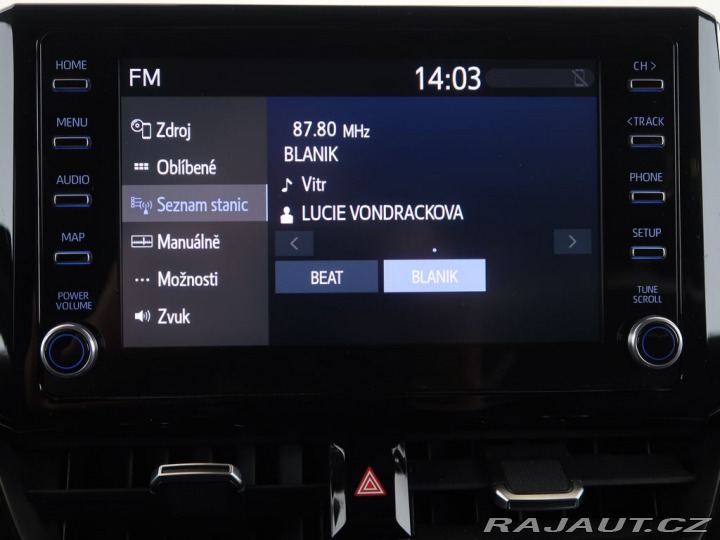 HOME
MENU
AUDIO
MAP
POWER
VOLUME
FM
14:03
Zdroj
Oblíbené
Seznam stanic
Manuálně
Možnosti
Zvuk
87.80 MHz
BLANIK
Vitr
LUCIE VONDRACKOVA
BEAT
BLANIK
CH >
<TRACK
PHONE
SETUP
TUNE
SCROLL
RAJAUT.CZ